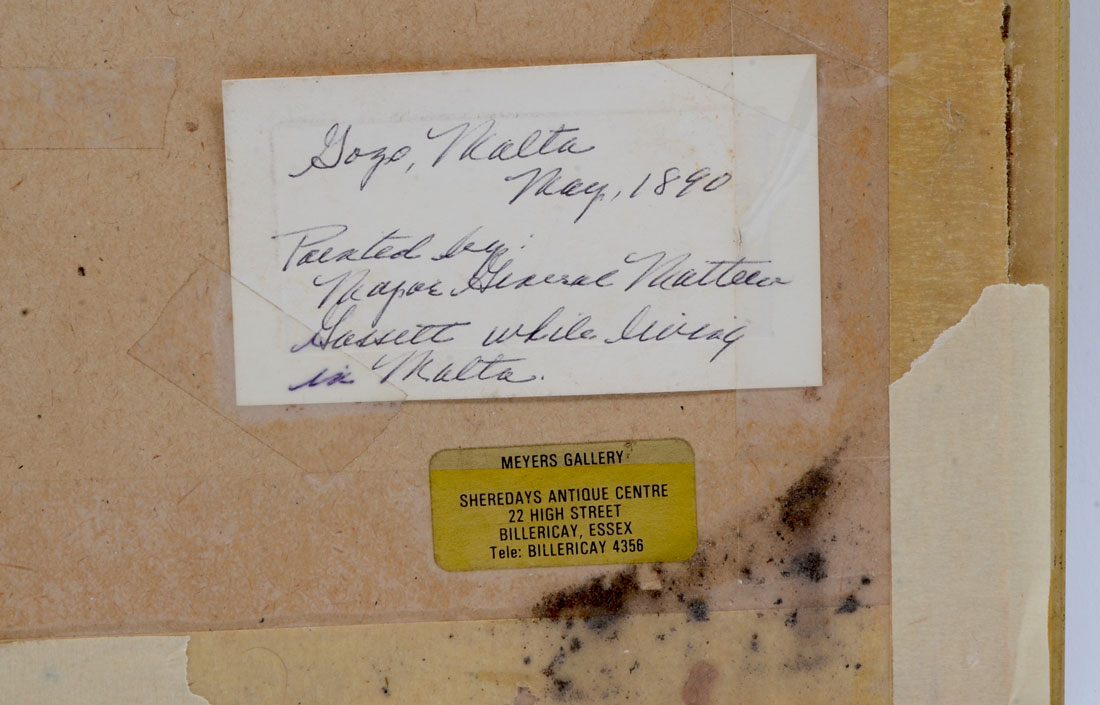 Gozo, Malta
May, 1890
Painted by:
Major General Matthew
Gossett while living
in Malta.
MEYERS GALLERY
SHEREDAYS ANTIQUE CENTRE
22 HIGH STREET
BILLERICAY, ESSEX
Tele: BILLERICAY 4356